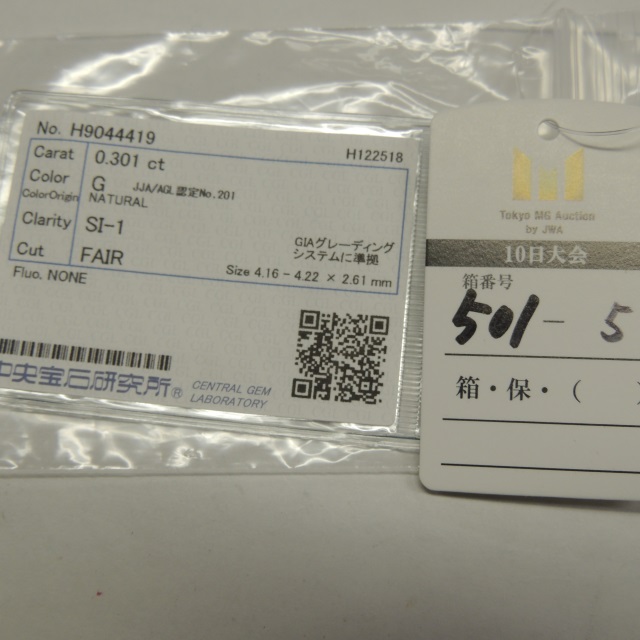 No. H9044419
H122518
Carat 0.301 ct
Color G JJA/AGL認定No.201
ColorOrigin NATURAL
Clarity SI-1
Cut FAIR
GIAグレーディング
システムに準拠
Size 4.16 - 4.22 × 2.61 mm
Fluo. NONE
中央宝石研究所® CENTRAL GEM
LABORATORY
Tokyo MG Auction
by JWA
10日大会
箱番号
501 - 5
箱・保・( )